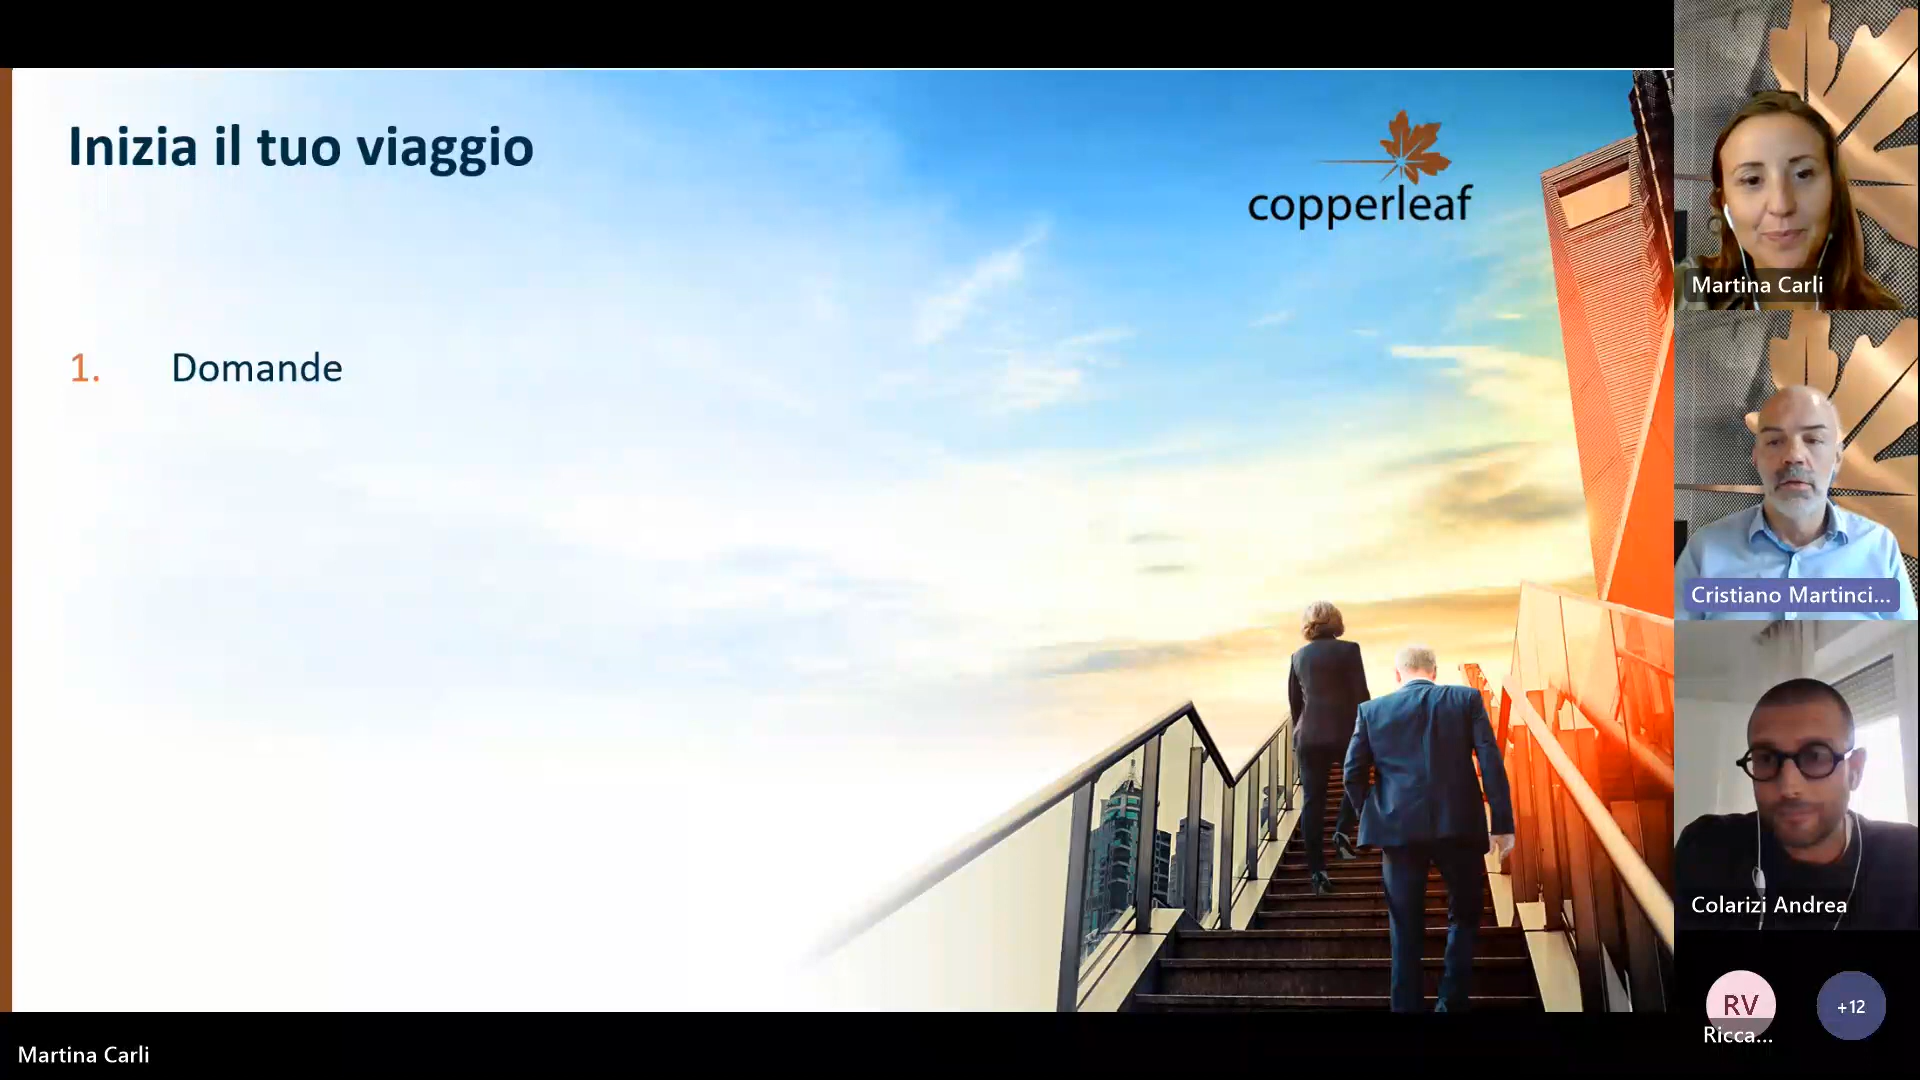 Inizia il tuo viaggio
copperleaf
1. Domande
Martina Carli
Cristiano Martinci...
Colarizi Andrea
RV
Ricca...
+12
Martina Carli